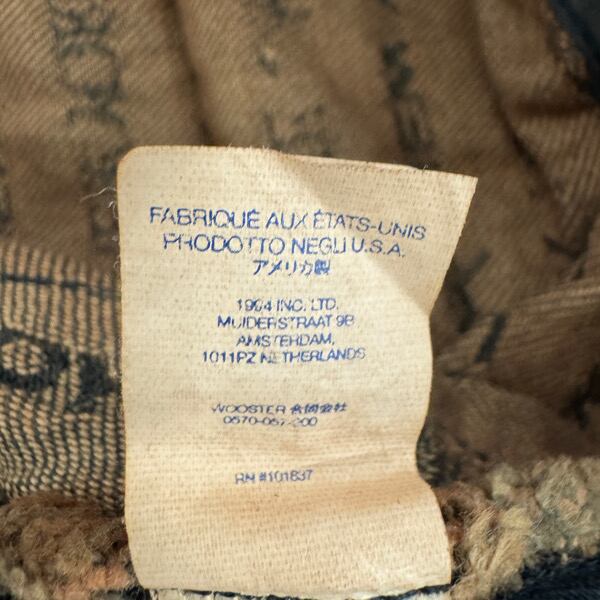 FABRIQUÉ AUX ÉTATS-UNIS
PRODOTTO NEGLI U.S.A.
アメリカ製
1994 INC. LTD.
MUIDERSTRAAT 9B
AMSTERDAM,
1011PZ NETHERLANDS
WOOSTER 合同会社
0570-057-200
RN #101837